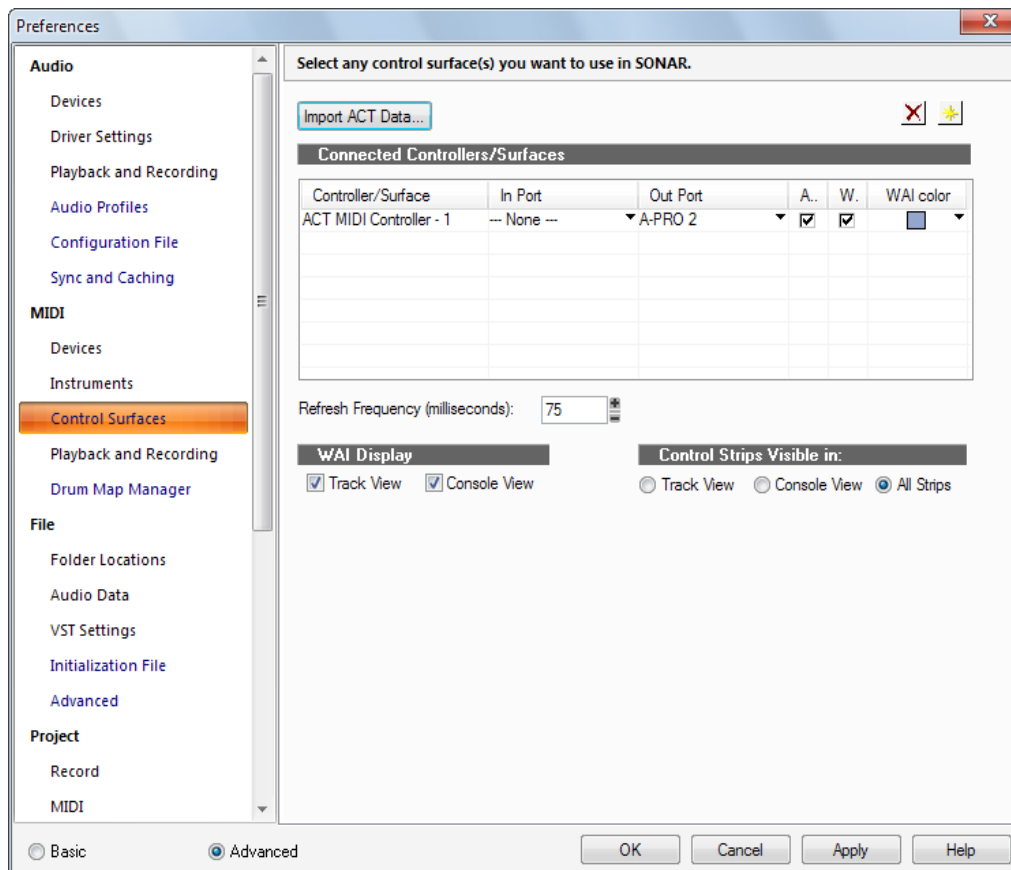 Preferences
Audio
Devices
Driver Settings
Playback and Recording
Audio Profiles
Configuration File
Sync and Caching
MIDI
Devices
Instruments
Control Surfaces
Playback and Recording
Drum Map Manager
File
Folder Locations
Audio Data
VST Settings
Initialization File
Advanced
Project
Record
MIDI
Basic
Advanced
Select any control surface(s) you want to use in SONAR.
Import ACT Data...
Connected Controllers/Surfaces
Controller/Surface In Port Out Port A.. W. WAI color
ACT MIDI Controller - 1 --- None --- A-PRO 2
Refresh Frequency (milliseconds): 75
WAI Display
Track View Console View
Control Strips Visible in:
Track View Console View All Strips
OK Cancel Apply Help